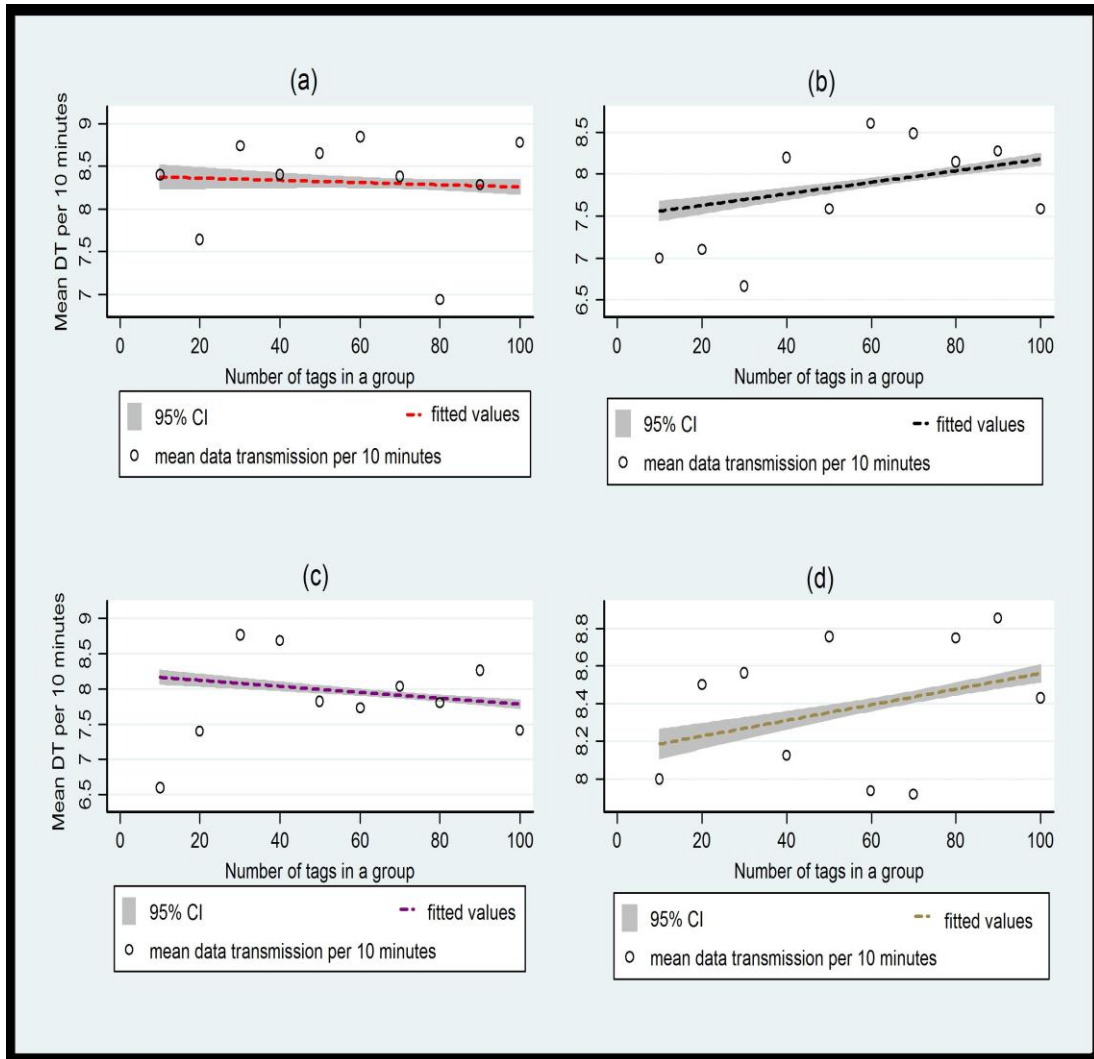 (a)
Mean DT per 10 minutes
9
8.5
8
7.5
7
0 20 40 60 80 100
Number of tags in a group
95% CI fitted values
mean data transmission per 10 minutes
(b)
8.5
8
7.5
7
6.5
0 20 40 60 80 100
Number of tags in a group
95% CI fitted values
mean data transmission per 10 minutes
(c)
Mean DT per 10 minutes
9
8.5
8
7.5
7
6.5
0 20 40 60 80 100
Number of tags in a group
95% CI fitted values
mean data transmission per 10 minutes
(d)
8.8
8.6
8.4
8.2
8
0 20 40 60 80 100
Number of tags in a group
95% CI fitted values
mean data transmission per 10 minutes